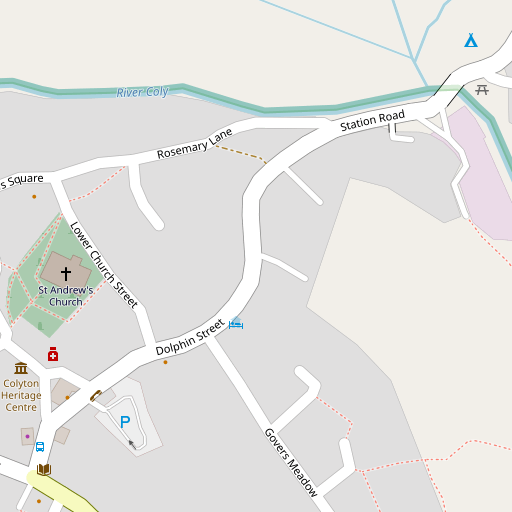 River Coly
Station Road
Rosemary Lane
s Square
Lower Church Street
St Andrew's
Church
Dolphin Street
Colyton
Heritage
Centre
P
Govers Meadow